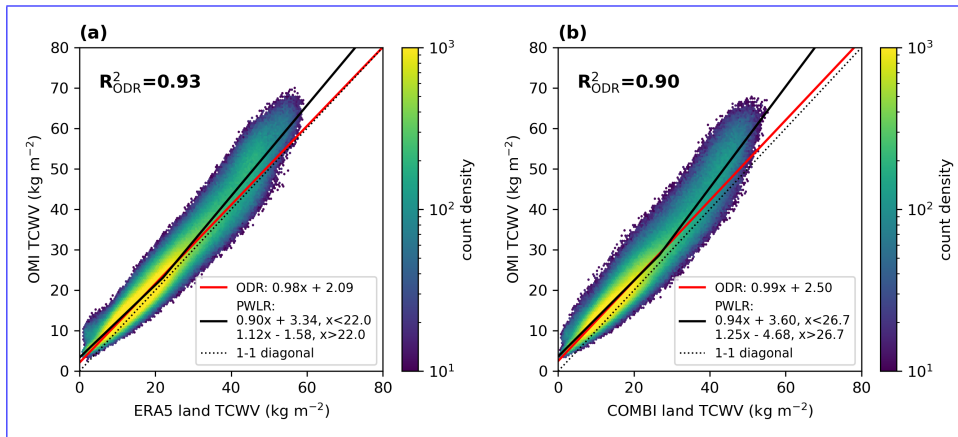 (a)
R²ODR=0.93
80
70
60
50
40
30
20
10
0
OMI TCWV (kg m⁻²)
0 20 40 60 80
ERA5 land TCWV (kg m⁻²)
ODR: 0.98x + 2.09
PWLR:
0.90x + 3.34, x<22.0
1.12x - 1.58, x>22.0
1-1 diagonal
10³
10²
10¹
count density
(b)
R²ODR=0.90
80
70
60
50
40
30
20
10
0
OMI TCWV (kg m⁻²)
0 20 40 60 80
COMBI land TCWV (kg m⁻²)
ODR: 0.99x + 2.50
PWLR:
0.94x + 3.60, x<26.7
1.25x - 4.68, x>26.7
1-1 diagonal
10³
10²
10¹
count density